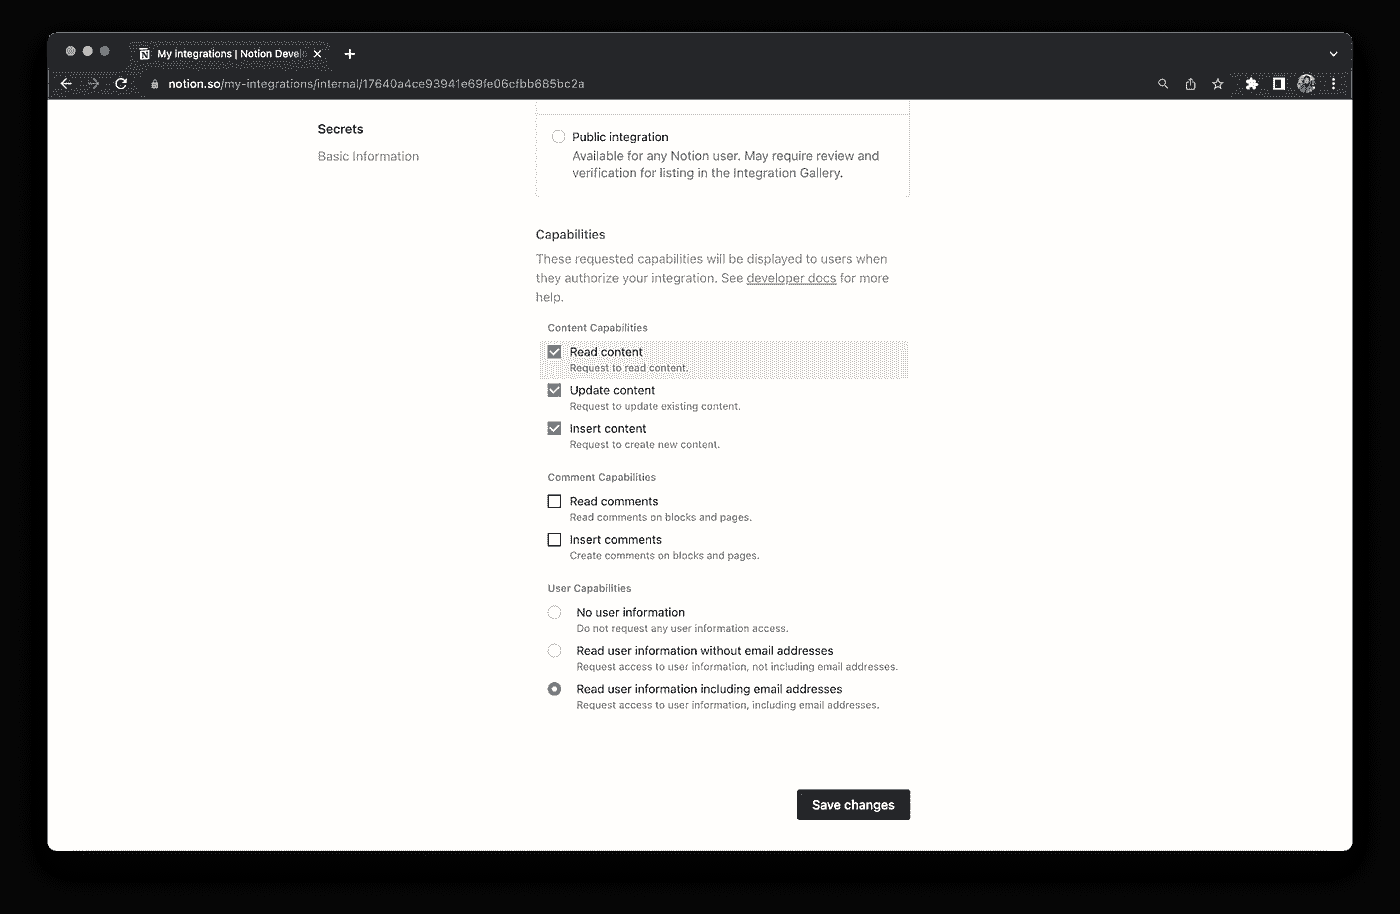 My integrations | Notion Devel
notion.so/my-integrations/internal/17640a4ce93941e69fe06cfbb685bc2a
Secrets
Basic Information
Public integration
Available for any Notion user. May require review and
verification for listing in the Integration Gallery.
Capabilities
These requested capabilities will be displayed to users when
they authorize your integration. See developer docs for more
help.
Content Capabilities
Read content
Request to read content.
Update content
Request to update existing content.
Insert content
Request to create new content.
Comment Capabilities
Read comments
Read comments on blocks and pages.
Insert comments
Create comments on blocks and pages.
User Capabilities
No user information
Do not request any user information access.
Read user information without email addresses
Request access to user information, not including email addresses.
Read user information including email addresses
Request access to user information, including email addresses.
Save changes